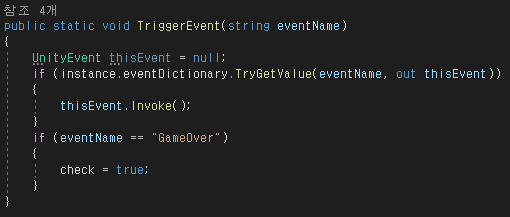 참조 4개
public static void TriggerEvent(string eventName)
{
UnityEvent thisEvent = null;
if (instance.eventDictionary.TryGetValue(eventName, out thisEvent))
{
thisEvent.Invoke();
}
if (eventName == "GameOver")
{
check = true;
}
}